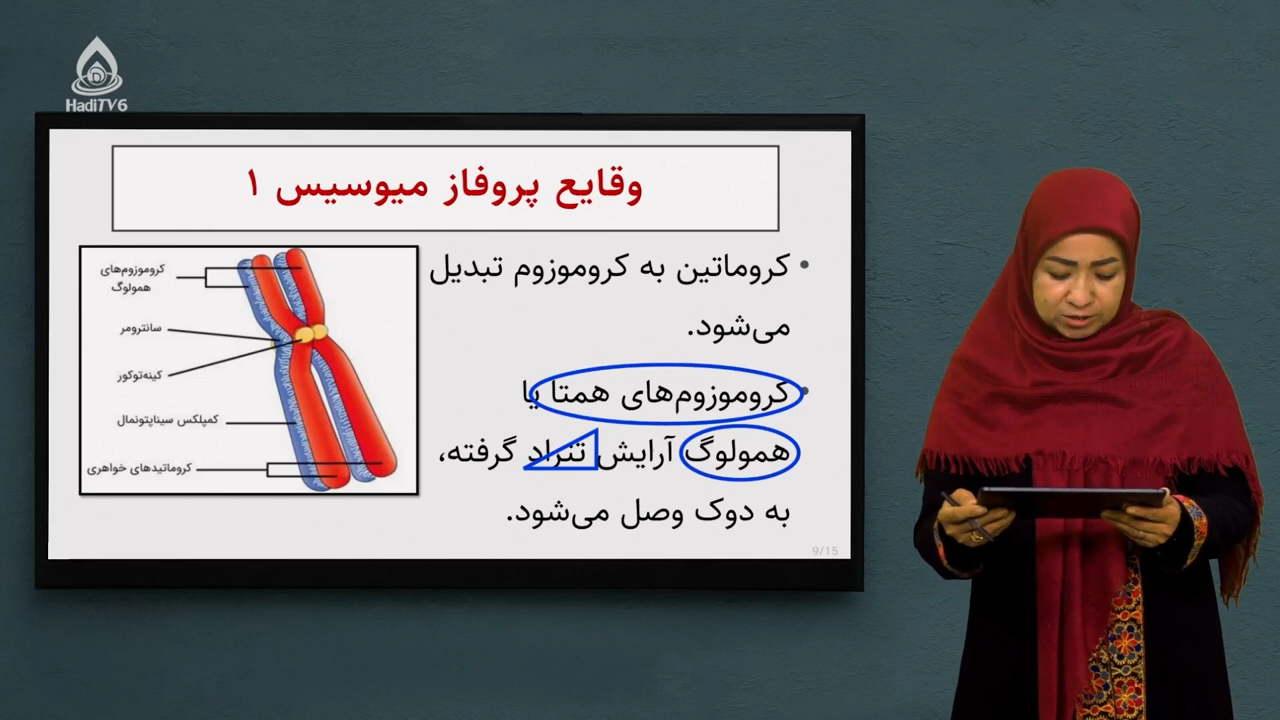 HadiTV6
وقایع پروفاز میوسیس ۱
• کروماتین به کروموزوم تبدیل
می‌شود.
• کروموزوم‌های همتا یا
همولوگ آرایش تتراد گرفته،
به دوک وصل می‌شود.
کروموزوم‌های
همولوگ
سانترومر
کینه‌توکور
کمپلکس سیناپتونمال
کروماتیدهای خواهری
9/15